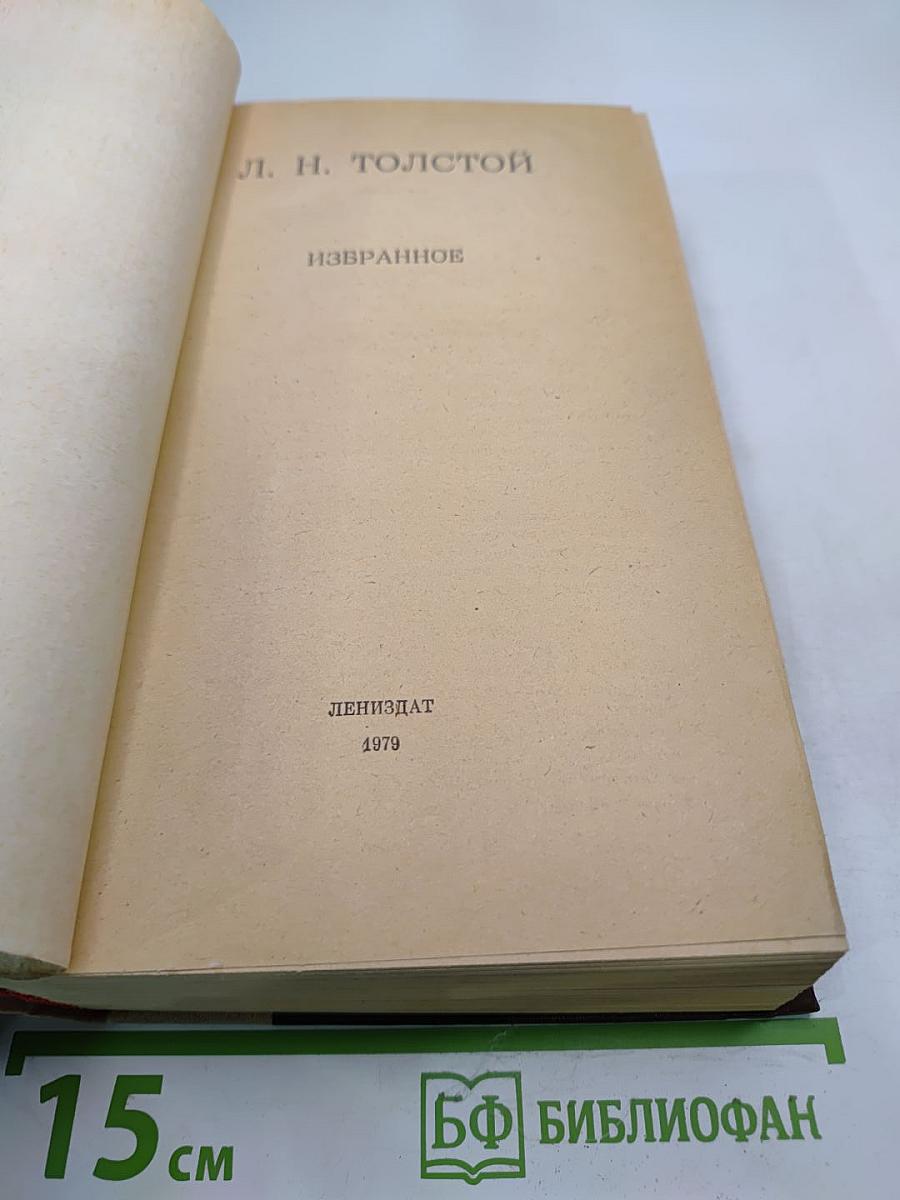 Л. Н. ТОЛСТОЙ
ИЗБРАННОЕ
ЛЕНИЗДАТ
1979
15 см
БФ БИБЛИОФАН